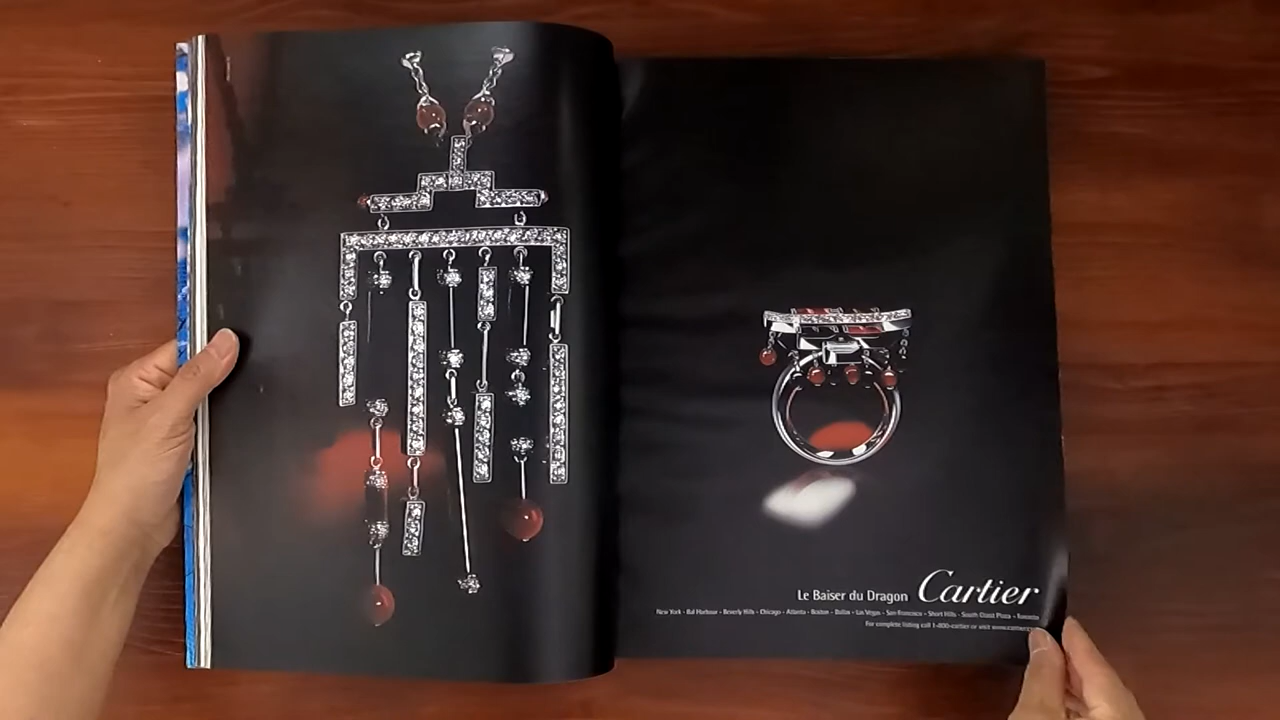 Le Baiser du Dragon Cartier
New York - Bal Harbour - Beverly Hills - Chicago - Atlanta - Boston - Dallas - Las Vegas - San Francisco - Short Hills - South Coast Plaza - Toronto
For complete listing call 1-800-cartier or visit